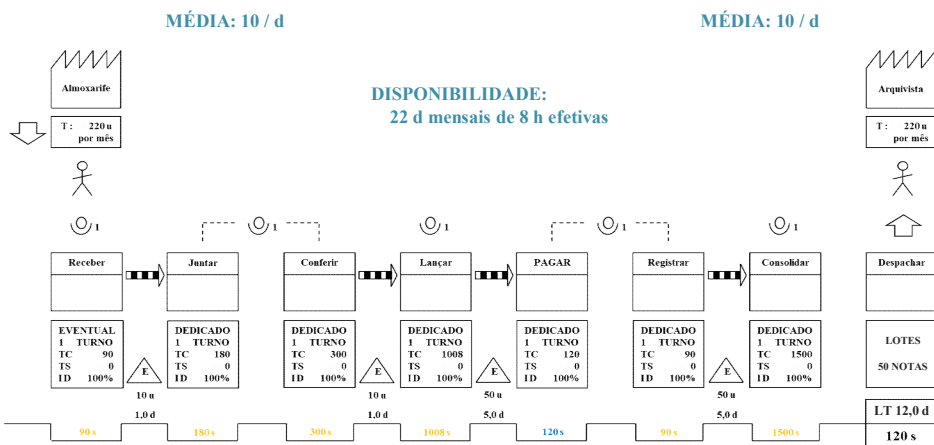 MÉDIA: 10 / d
MÉDIA: 10 / d
Almoxarife
Arquivista
DISPONIBILIDADE:
22 d mensais de 8 h efetivas
T : 220 u
por mês
T : 220 u
por mês
1
1
1
1
1
Receber
Juntar
Conferir
Lançar
PAGAR
Registrar
Consolidar
Despachar
EVENTUAL
1 TURNO
TC 90
TS 0
ID 100%
E
DEDICADO
1 TURNO
TC 180
TS 0
ID 100%
DEDICADO
1 TURNO
TC 300
TS 0
ID 100%
E
DEDICADO
1 TURNO
TC 1008
TS 0
ID 100%
E
DEDICADO
1 TURNO
TC 120
TS 0
ID 100%
DEDICADO
1 TURNO
TC 90
TS 0
ID 100%
E
DEDICADO
1 TURNO
TC 1500
TS 0
ID 100%
LOTES
50 NOTAS
10 u
10 u
50 u
50 u
1,0 d
1,0 d
5,0 d
5,0 d
LT 12,0 d
90 s
180 s
300 s
1008 s
120 s
90 s
1500 s
120 s